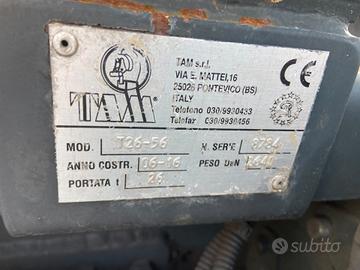 TAM s.r.l.
VIA E. MATTEI,16
25026 PONTEVICO (BS)
ITALY
Telefono 030/9930433
Telefax 030/9930456
CE
TAM
MOD. T26-56 N. SERIE 8784
ANNO COSTR. 06-16 PESO DaN
PORTATA t 26
subito